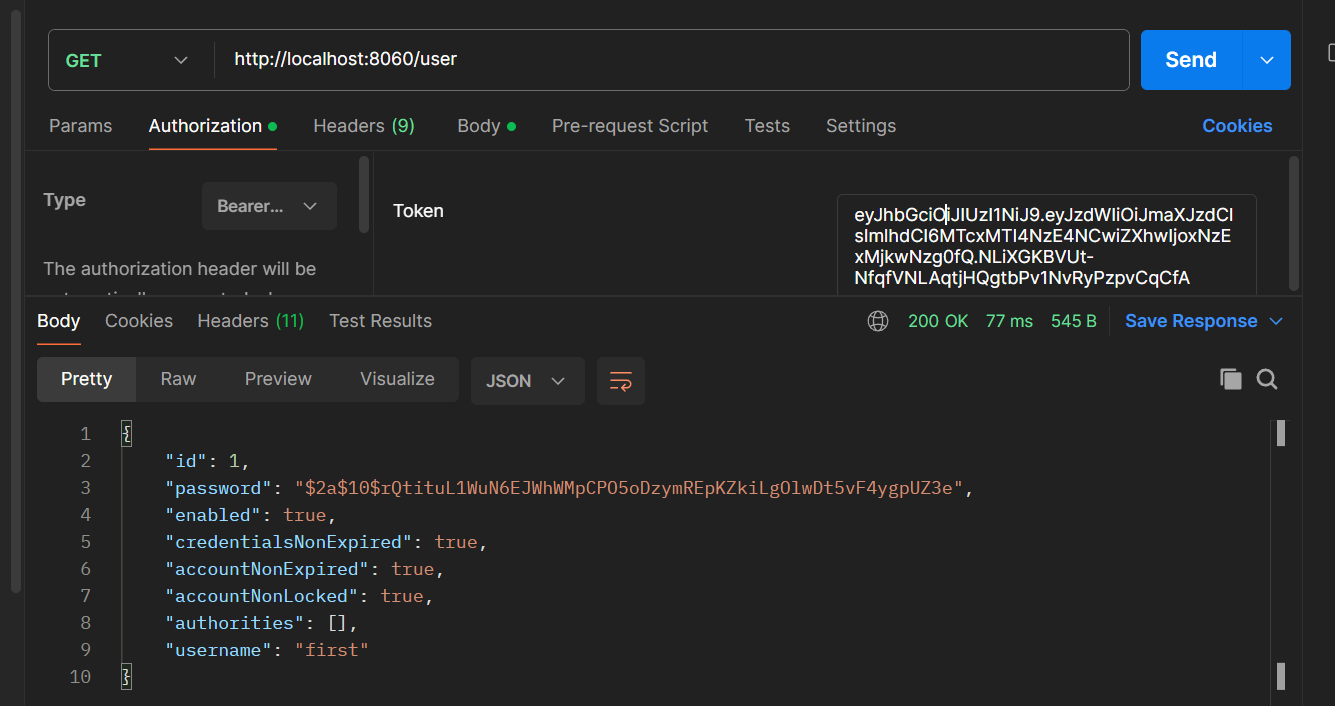 GET http://localhost:8060/user Send
Params Authorization Headers (9) Body Pre-request Script Tests Settings Cookies
Type Bearer... Token
eyJhbGciOiJIUzI1NiJ9.eyJzdWIiOiJmaXJzdCI
sImlhdCI6MTcxMTI4NzE4NCwiZXhwIjoxNzE
xMjkwNzg0fQ.NLiXGKBVUt-
NfqfVNLAqtjHQgtbPv1NvRyPzpvCqCfA
The authorization header will be
Body Cookies Headers (11) Test Results 200 OK 77 ms 545 B Save Response
Pretty Raw Preview Visualize JSON
1 {
2 "id": 1,
3 "password": "$2a$10$rQtituL1WuN6EJWhWMpCPO5oDzymREpKZkiLgOlwDt5vF4ygpUZ3e",
4 "enabled": true,
5 "credentialsNonExpired": true,
6 "accountNonExpired": true,
7 "accountNonLocked": true,
8 "authorities": [],
9 "username": "first"
10 }